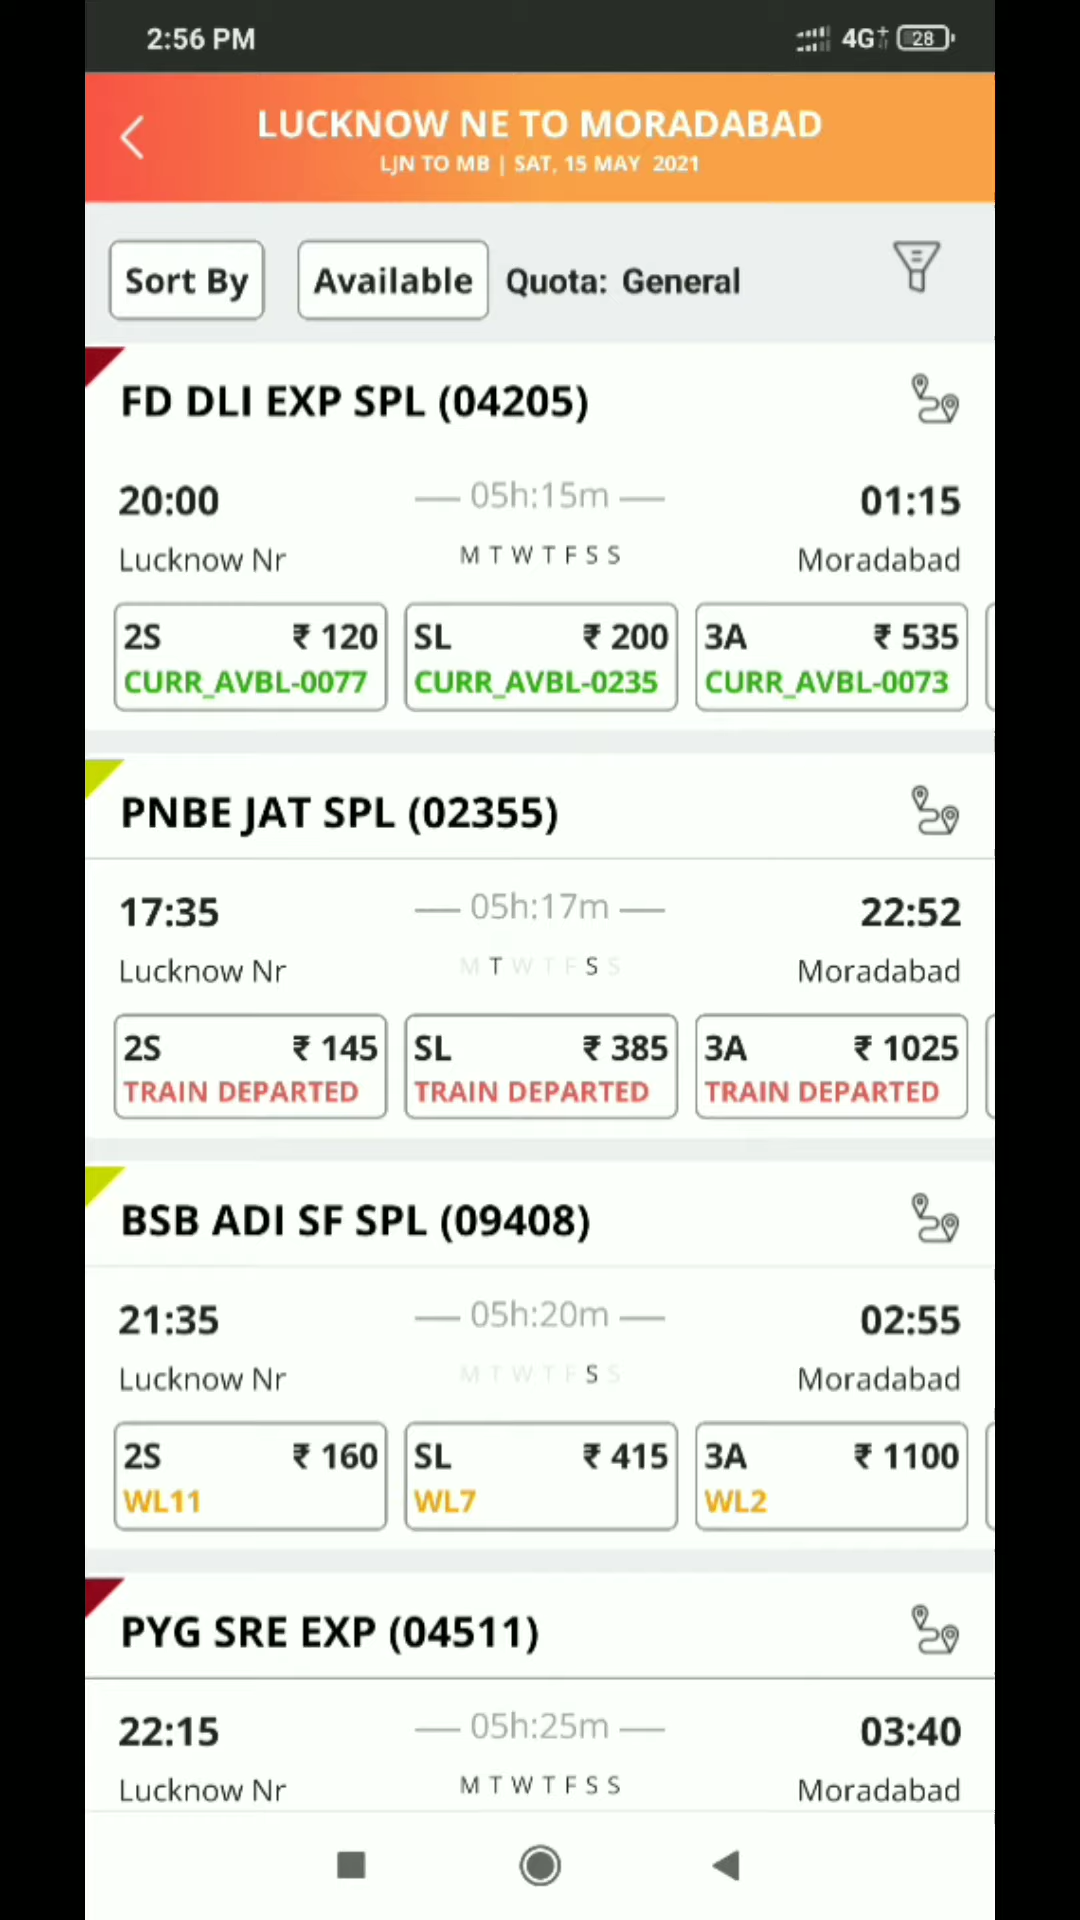 2:56 PM
4G+ 28
LUCKNOW NE TO MORADABAD
LJN TO MB | SAT, 15 MAY 2021
Sort By Available Quota: General
FD DLI EXP SPL (04205)
20:00 05h:15m 01:15
Lucknow Nr M T W T F S S Moradabad
2S ₹ 120 SL ₹ 200 3A ₹ 535
CURR_AVBL-0077 CURR_AVBL-0235 CURR_AVBL-0073
PNBE JAT SPL (02355)
17:35 05h:17m 22:52
Lucknow Nr M T W T F S S Moradabad
2S ₹ 145 SL ₹ 385 3A ₹ 1025
TRAIN DEPARTED TRAIN DEPARTED TRAIN DEPARTED
BSB ADI SF SPL (09408)
21:35 05h:20m 02:55
Lucknow Nr M T W T F S S Moradabad
2S ₹ 160 SL ₹ 415 3A ₹ 1100
WL11 WL7 WL2
PYG SRE EXP (04511)
22:15 05h:25m 03:40
Lucknow Nr M T W T F S S Moradabad